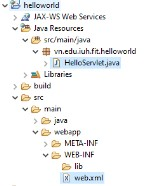 helloworld
JAX-WS Web Services
Java Resources
src/main/java
vn.edu.iuh.fit.helloworld
HelloServlet.java
Libraries
build
src
main
java
webapp
META-INF
WEB-INF
lib
web.xml